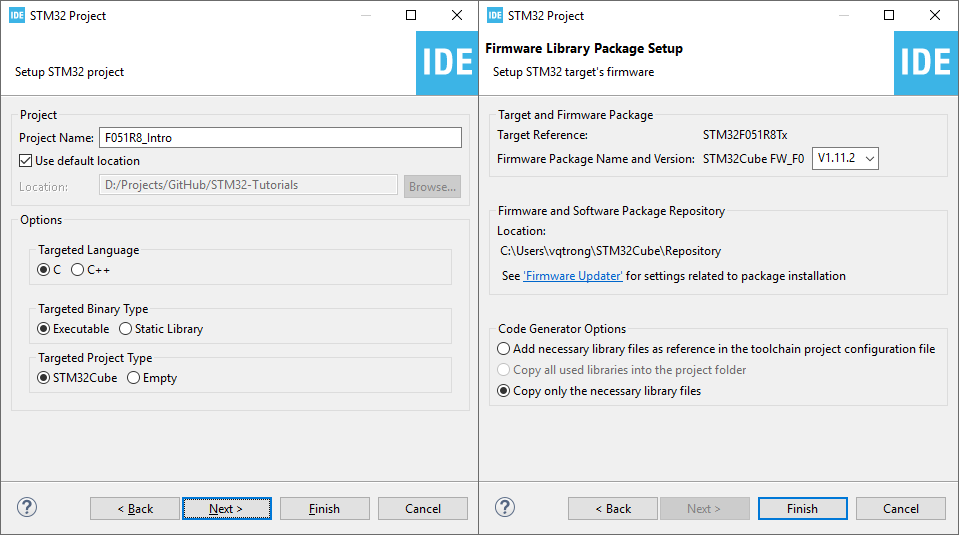 IDE STM32 Project
IDE
Setup STM32 project
Project
Project Name: F051R8_Intro
Use default location
Location: D:/Projects/GitHub/STM32-Tutorials Browse...
Options
Targeted Language
C C++
Targeted Binary Type
Executable Static Library
Targeted Project Type
STM32Cube Empty
? < Back Next > Finish Cancel
IDE STM32 Project
Firmware Library Package Setup
IDE
Setup STM32 target's firmware
Target and Firmware Package
Target Reference: STM32F051R8Tx
Firmware Package Name and Version: STM32Cube FW_F0 V1.11.2
Firmware and Software Package Repository
Location:
C:\Users\vqtrong\STM32Cube\Repository
See 'Firmware Updater' for settings related to package installation
Code Generator Options
Add necessary library files as reference in the toolchain project configuration file
Copy all used libraries into the project folder
Copy only the necessary library files
? < Back Next > Finish Cancel